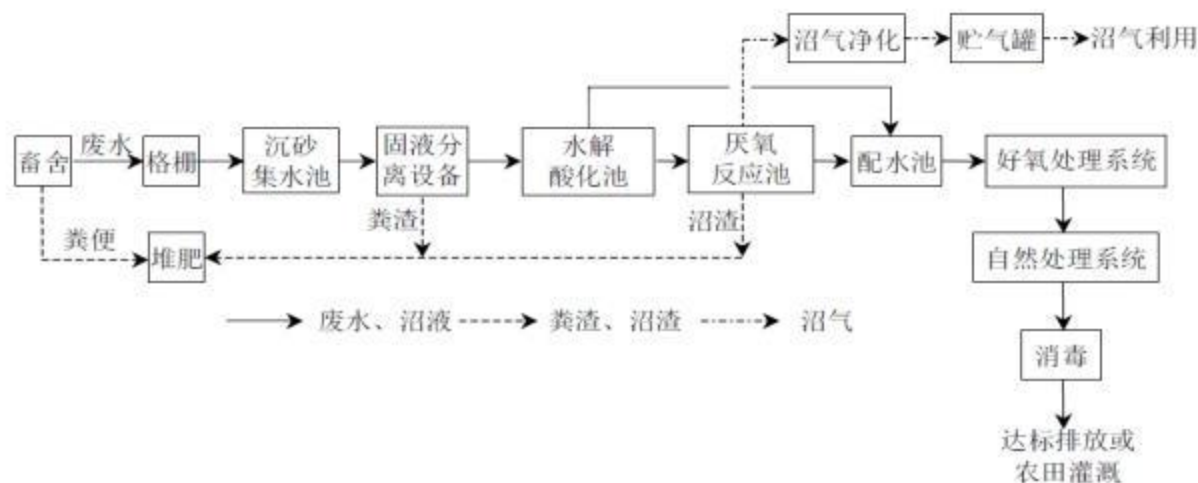 沼气净化
贮气罐
沼气利用
畜舍
废水
格栅
沉砂
集水池
固液分
离设备
水解
酸化池
厌氧
反应池
配水池
好氧处理系统
粪渣
沼渣
粪便
堆肥
自然处理系统
废水、沼液
粪渣、沼渣
沼气
消毒
达标排放或
农田灌溉